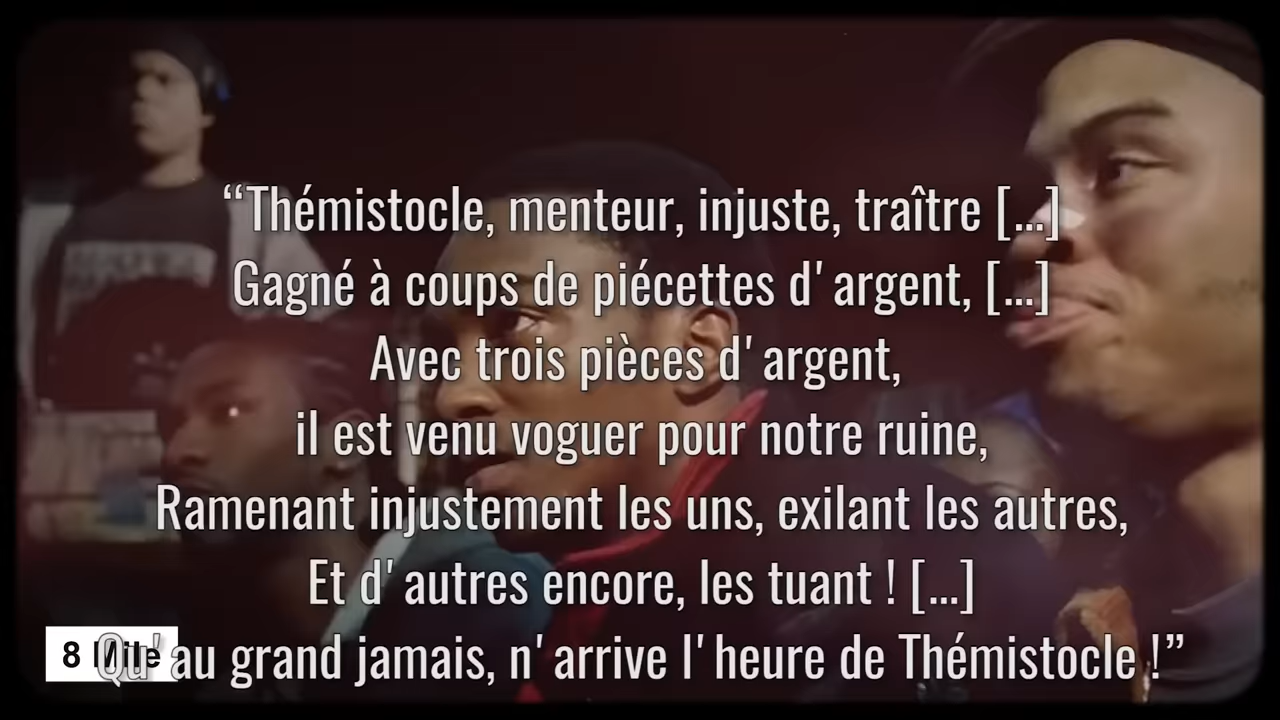 “Thémistocle, menteur, injuste, traître [...]
Gagné à coups de piécettes d'argent, [...]
Avec trois pièces d'argent,
il est venu voguer pour notre ruine,
Ramenant injustement les uns, exilant les autres,
Et d'autres encore, les tuant ! [...]
Qu'au grand jamais, n'arrive l'heure de Thémistocle !”
8 Mile